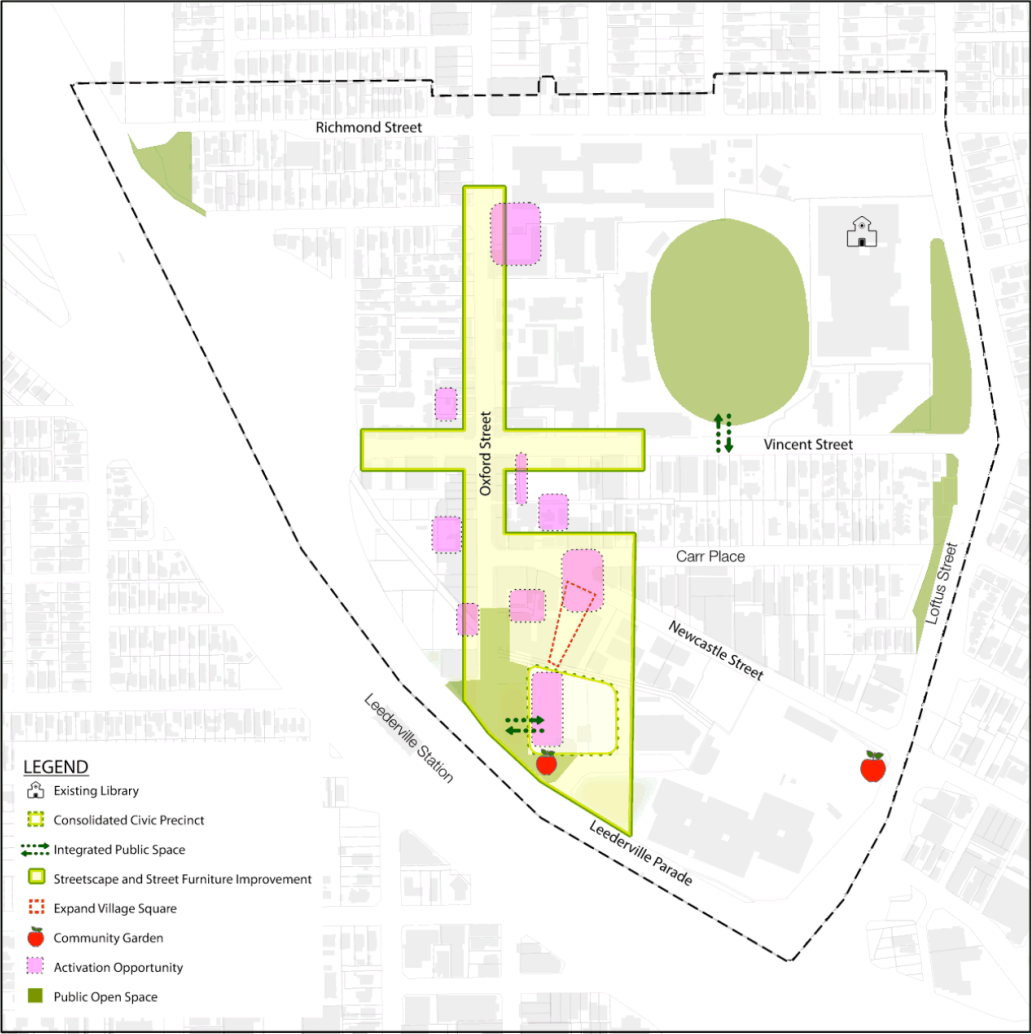 Richmond Street
Oxford Street
Vincent Street
Carr Place
Loftus Street
Newcastle Street
Leederville Station
Leederville Parade
LEGEND
Existing Library
Consolidated Civic Precinct
Integrated Public Space
Streetscape and Street Furniture Improvement
Expand Village Square
Community Garden
Activation Opportunity
Public Open Space